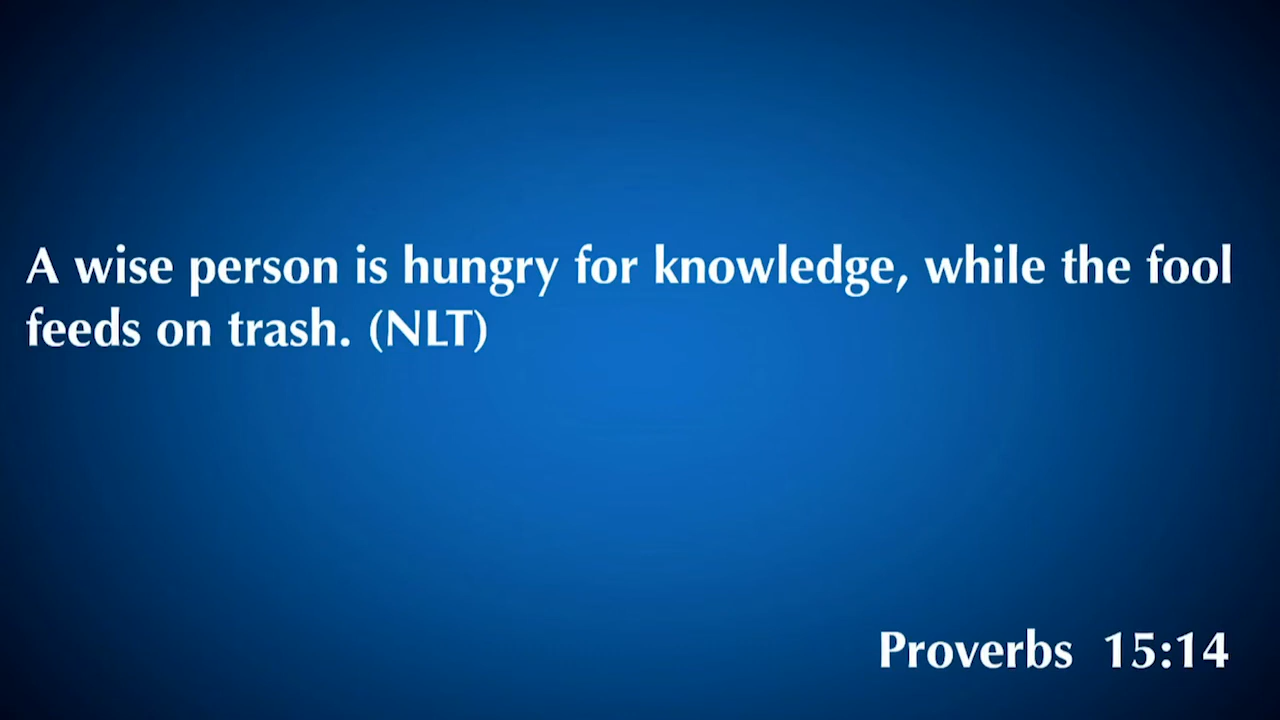 A wise person is hungry for knowledge, while the fool
feeds on trash. (NLT)
Proverbs 15:14